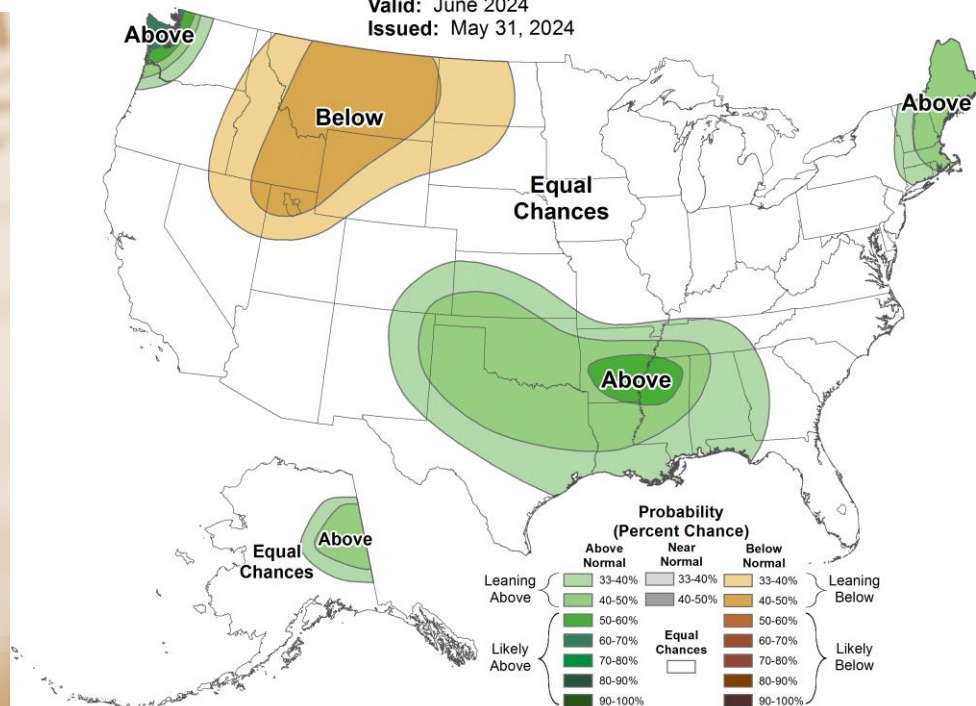 Valid: June 2024
Issued: May 31, 2024
Above
Below
Above
Equal
Chances
Above
Equal
Chances
Above
Probability
(Percent Chance)
Above
Normal
Near
Normal
Below
Normal
Leaning
Above
33-40%
40-50%
33-40%
40-50%
33-40%
40-50%
Leaning
Below
Likely
Above
50-60%
60-70%
70-80%
80-90%
90-100%
Equal
Chances
50-60%
60-70%
70-80%
80-90%
90-100%
Likely
Below